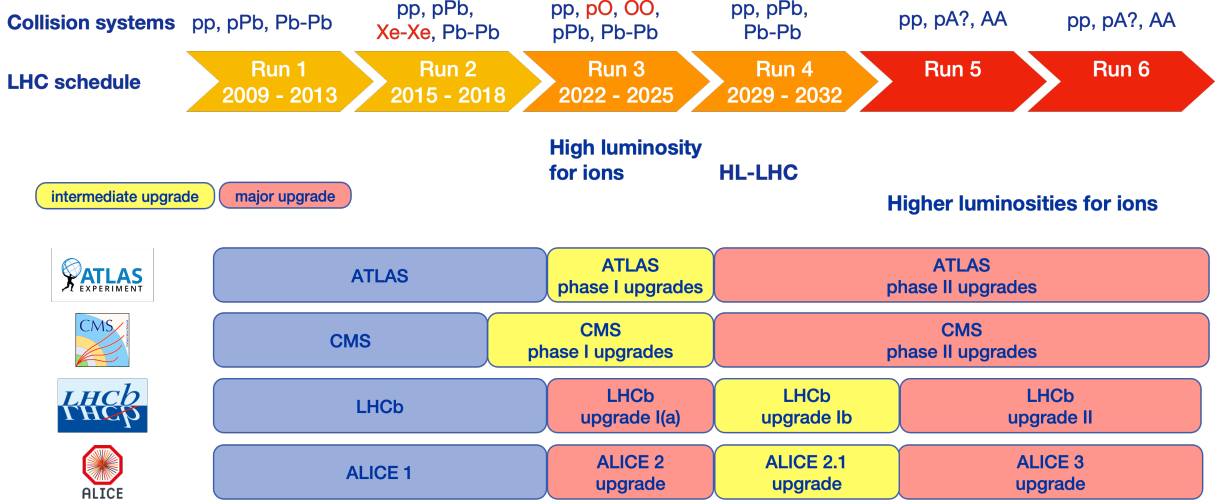 Collision systems
pp, pPb, Pb-Pb
pp, pPb,
Xe-Xe, Pb-Pb
pp, pO, OO,
pPb, Pb-Pb
pp, pPb,
Pb-Pb
pp, pA?, AA
pp, pA?, AA
LHC schedule
Run 1
2009 - 2013
Run 2
2015 - 2018
Run 3
2022 - 2025
Run 4
2029 - 2032
Run 5
Run 6
High luminosity
for ions
HL-LHC
Higher luminosities for ions
intermediate upgrade
major upgrade
ATLAS
EXPERIMENT
ATLAS
ATLAS
phase I upgrades
ATLAS
phase II upgrades
CMS
CMS
CMS
phase I upgrades
CMS
phase II upgrades
LHCb
LHCb
LHCb
LHCb
upgrade I(a)
LHCb
upgrade Ib
LHCb
upgrade II
ALICE
ALICE 1
ALICE 2
upgrade
ALICE 2.1
upgrade
ALICE 3
upgrade